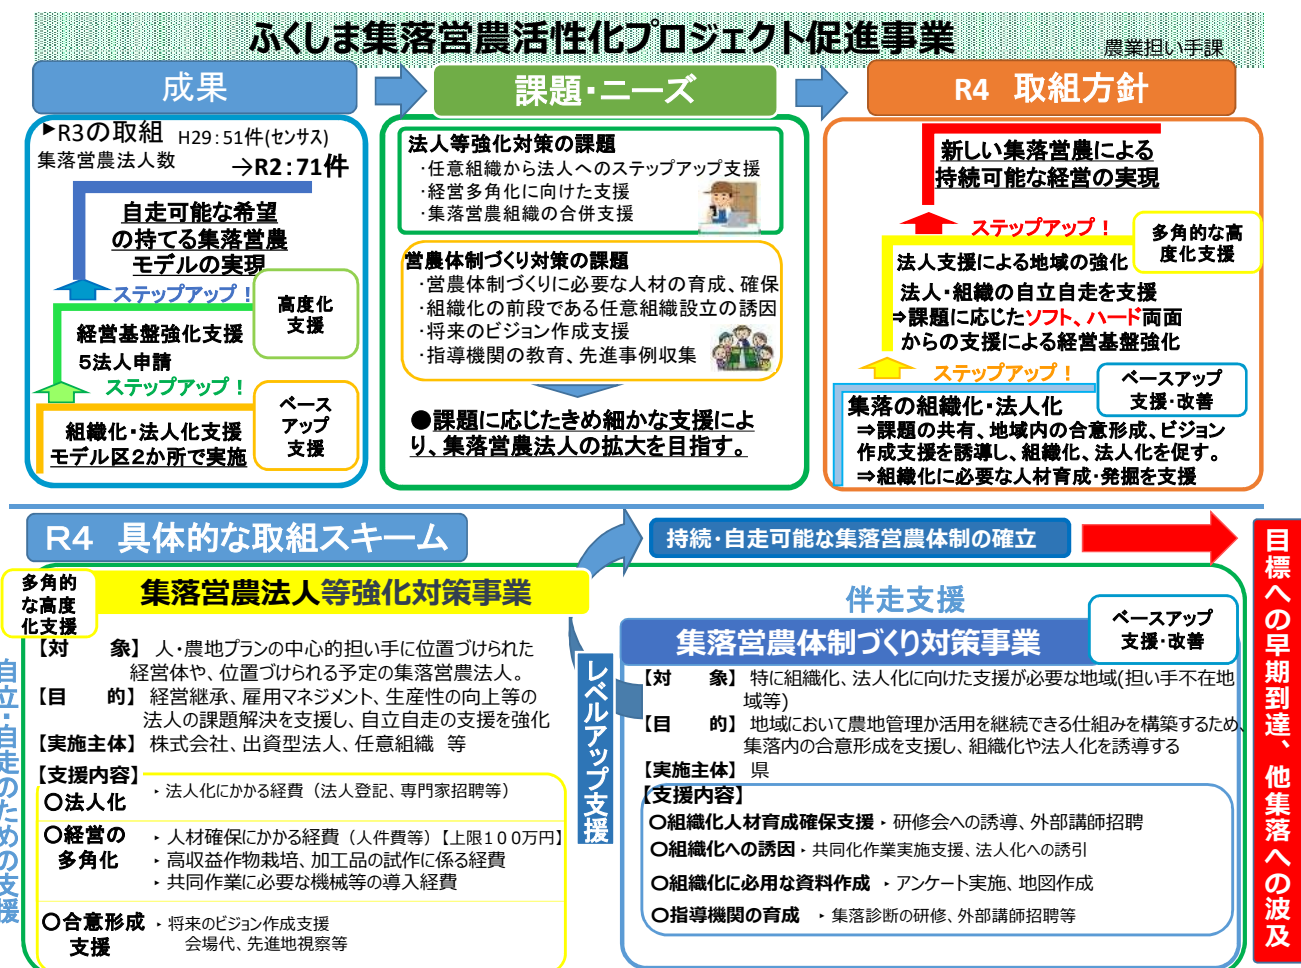 ふくしま集落営農活性化プロジェクト促進事業
農業担い手課
成果
▶R3の取組 H29：51件(センサス)
集落営農法人数
→R2：71件
自走可能な希望
の持てる集落営農
モデルの実現
ステップアップ！
高度化
支援
経営基盤強化支援
5法人申請
ステップアップ！
ベース
アップ
支援
組織化・法人化支援
モデル区2か所で実施
課題・ニーズ
法人等強化対策の課題
・任意組織から法人へのステップアップ支援
・経営多角化に向けた支援
・集落営農組織の合併支援
営農体制づくり対策の課題
・営農体制づくりに必要な人材の育成、確保
・組織化の前段である任意組織設立の誘因
・将来のビジョン作成支援
・指導機関の教育、先進事例収集
●課題に応じたきめ細かな支援によ
り、集落営農法人の拡大を目指す。
R4 取組方針
新しい集落営農による
持続可能な経営の実現
ステップアップ！
多角的な高
度化支援
法人支援による地域の強化
法人・組織の自立自走を支援
⇒課題に応じたソフト、ハード両面
からの支援による経営基盤強化
ステップアップ！
ベースアップ
支援・改善
集落の組織化・法人化
⇒課題の共有、地域内の合意形成、ビジョン
作成支援を誘導し、組織化、法人化を促す。
⇒組織化に必要な人材育成・発掘を支援
R4 具体的な取組スキーム
持続・自走可能な集落営農体制の確立
目標への早期到達、他集落への波及
自立・自走のための支援
多角的
な高度
化支援
集落営農法人等強化対策事業
【対 象】人・農地プランの中心的担い手に位置づけられた
経営体や、位置づけられる予定の集落営農法人。
【目 的】経営継承、雇用マネジメント、生産性の向上等の
法人の課題解決を支援し、自立自走の支援を強化
【実施主体】株式会社、出資型法人、任意組織 等
【支援内容】
○法人化 ・法人化にかかる経費（法人登記、専門家招聘等）
○経営の
多角化
・人材確保にかかる経費（人件費等）【上限100万円】
・高収益作物栽培、加工品の試作に係る経費
・共同作業に必要な機械等の導入経費
○合意形成
支援
・将来のビジョン作成支援
会場代、先進地視察等
レベルアップ支援
伴走支援
ベースアップ
支援・改善
集落営農体制づくり対策事業
【対 象】特に組織化、法人化に向けた支援が必要な地域(担い手不在地
域等)
【目 的】地域において農地管理か活用を継続できる仕組みを構築するため、
集落内の合意形成を支援し、組織化や法人化を誘導する
【実施主体】県
【支援内容】
○組織化人材育成確保支援・研修会への誘導、外部講師招聘
○組織化への誘因・共同化作業実施支援、法人化への誘引
○組織化に必用な資料作成 ・アンケート実施、地図作成
○指導機関の育成 ・集落診断の研修、外部講師招聘等